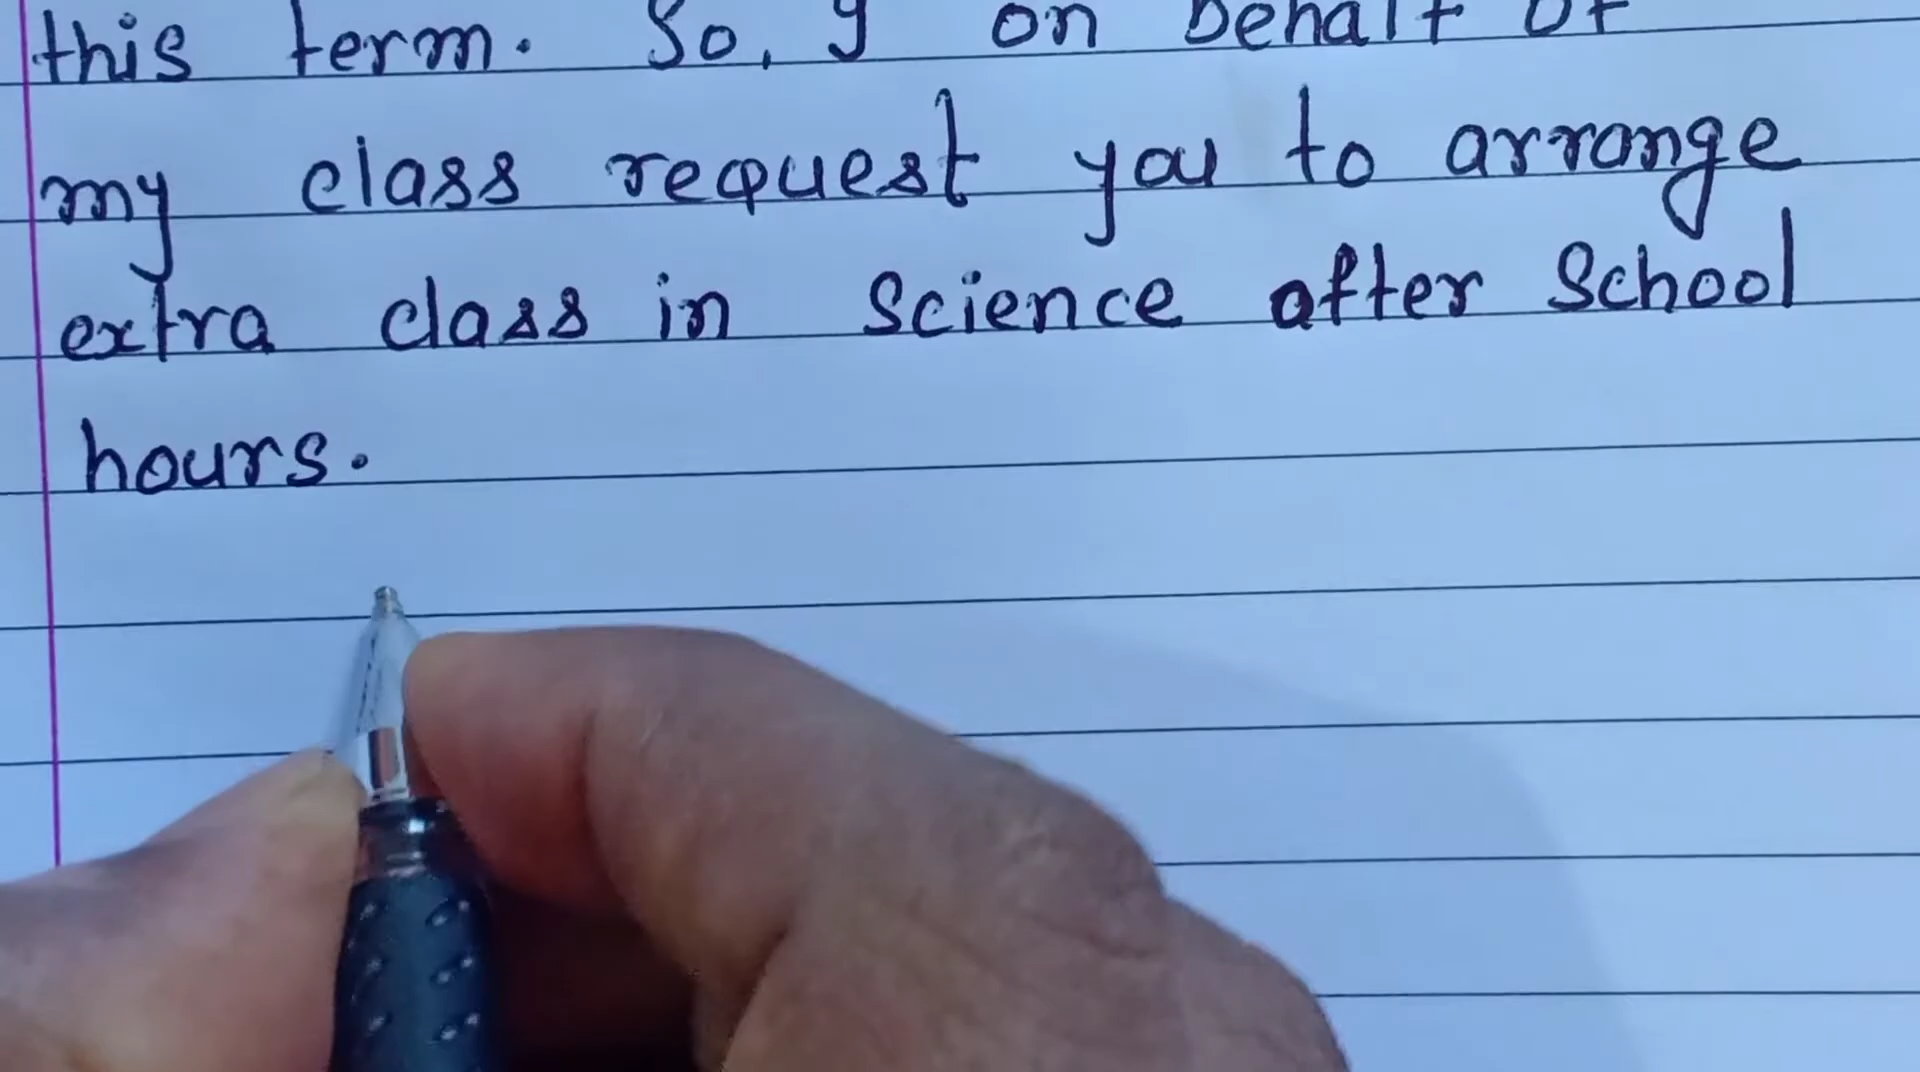 this term. So, I on behalf of
my class request you to arrange
extra class in Science after School
hours.